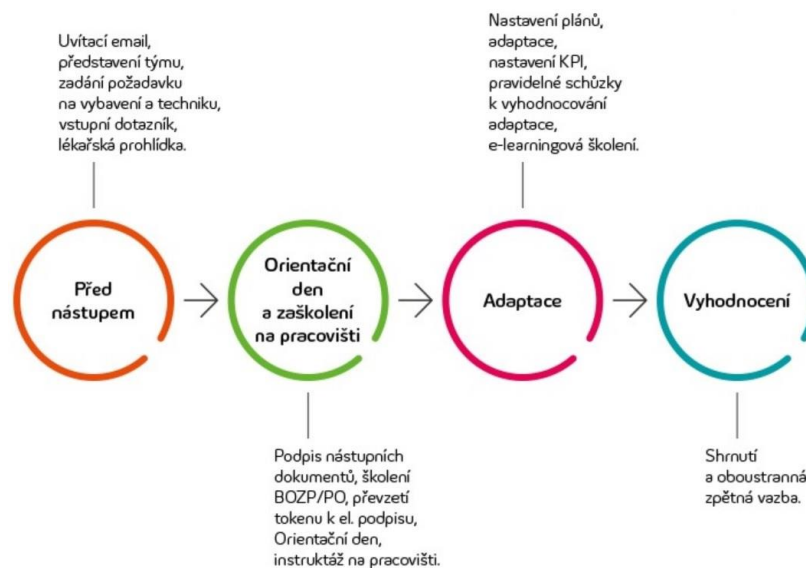 Uvítací email,
představení týmu,
zadání požadavku
na vybavení a techniku,
vstupní dotazník,
lékařská prohlídka.
Nastavení plánů,
adaptace,
nastavení KPI,
pravidelné schůzky
k vyhodnocování
adaptace,
e-learningová školení.
Před
nástupem
Orientační
den
a zaškolení
na pracovišti
Adaptace
Vyhodnocení
Podpis nástupních
dokumentů, školení
BOZP/PO, převzetí
tokenu k el. podpisu,
Orientační den,
instruktáž na pracovišti.
Shrnutí
a oboustranná
zpětná vazba.